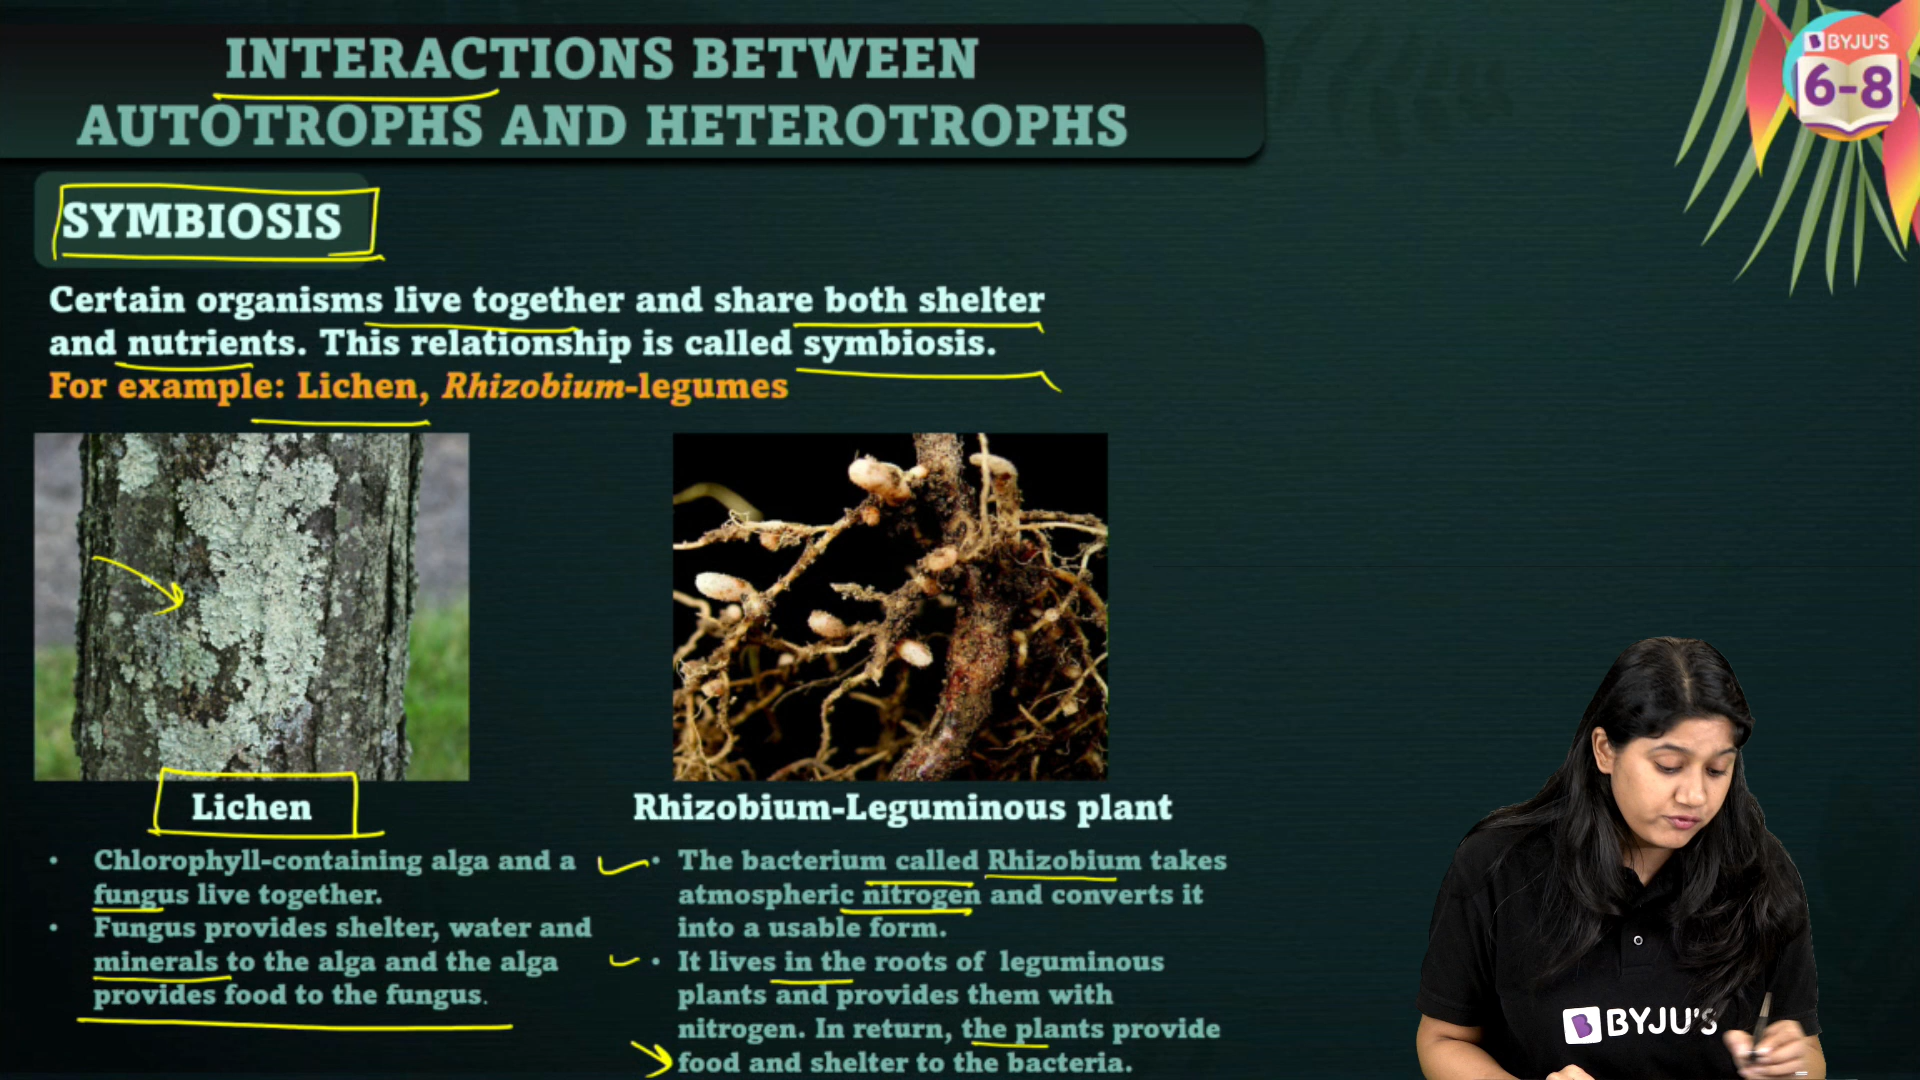 INTERACTIONS BETWEEN
AUTOTROPHS AND HETEROTROPHS
BYJU'S
6-8
SYMBIOSIS
Certain organisms live together and share both shelter
and nutrients. This relationship is called symbiosis.
For example: Lichen, Rhizobium-legumes
Lichen
• Chlorophyll-containing alga and a
fungus live together.
• Fungus provides shelter, water and
minerals to the alga and the alga
provides food to the fungus.
Rhizobium-Leguminous plant
• The bacterium called Rhizobium takes
atmospheric nitrogen and converts it
into a usable form.
• It lives in the roots of leguminous
plants and provides them with
nitrogen. In return, the plants provide
food and shelter to the bacteria.
BYJU'S